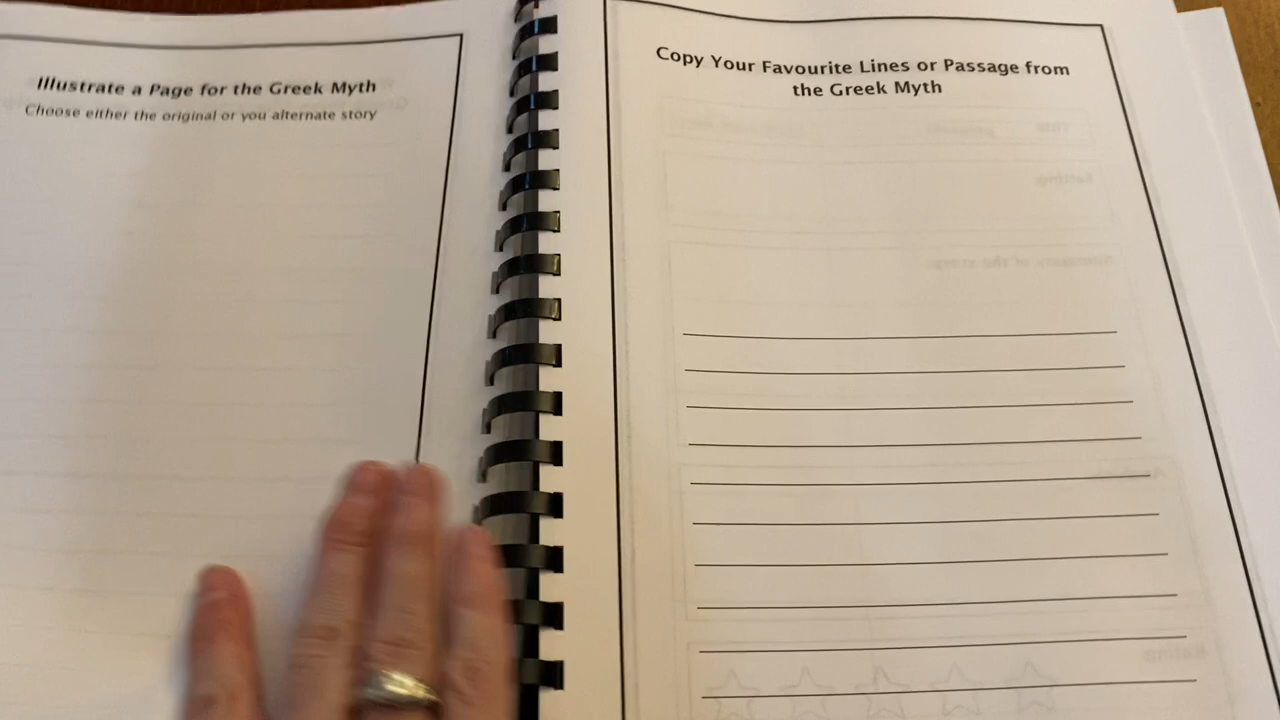 Illustrate a Page for the Greek Myth
Choose either the original or you alternate story
Copy Your Favourite Lines or Passage from
the Greek Myth